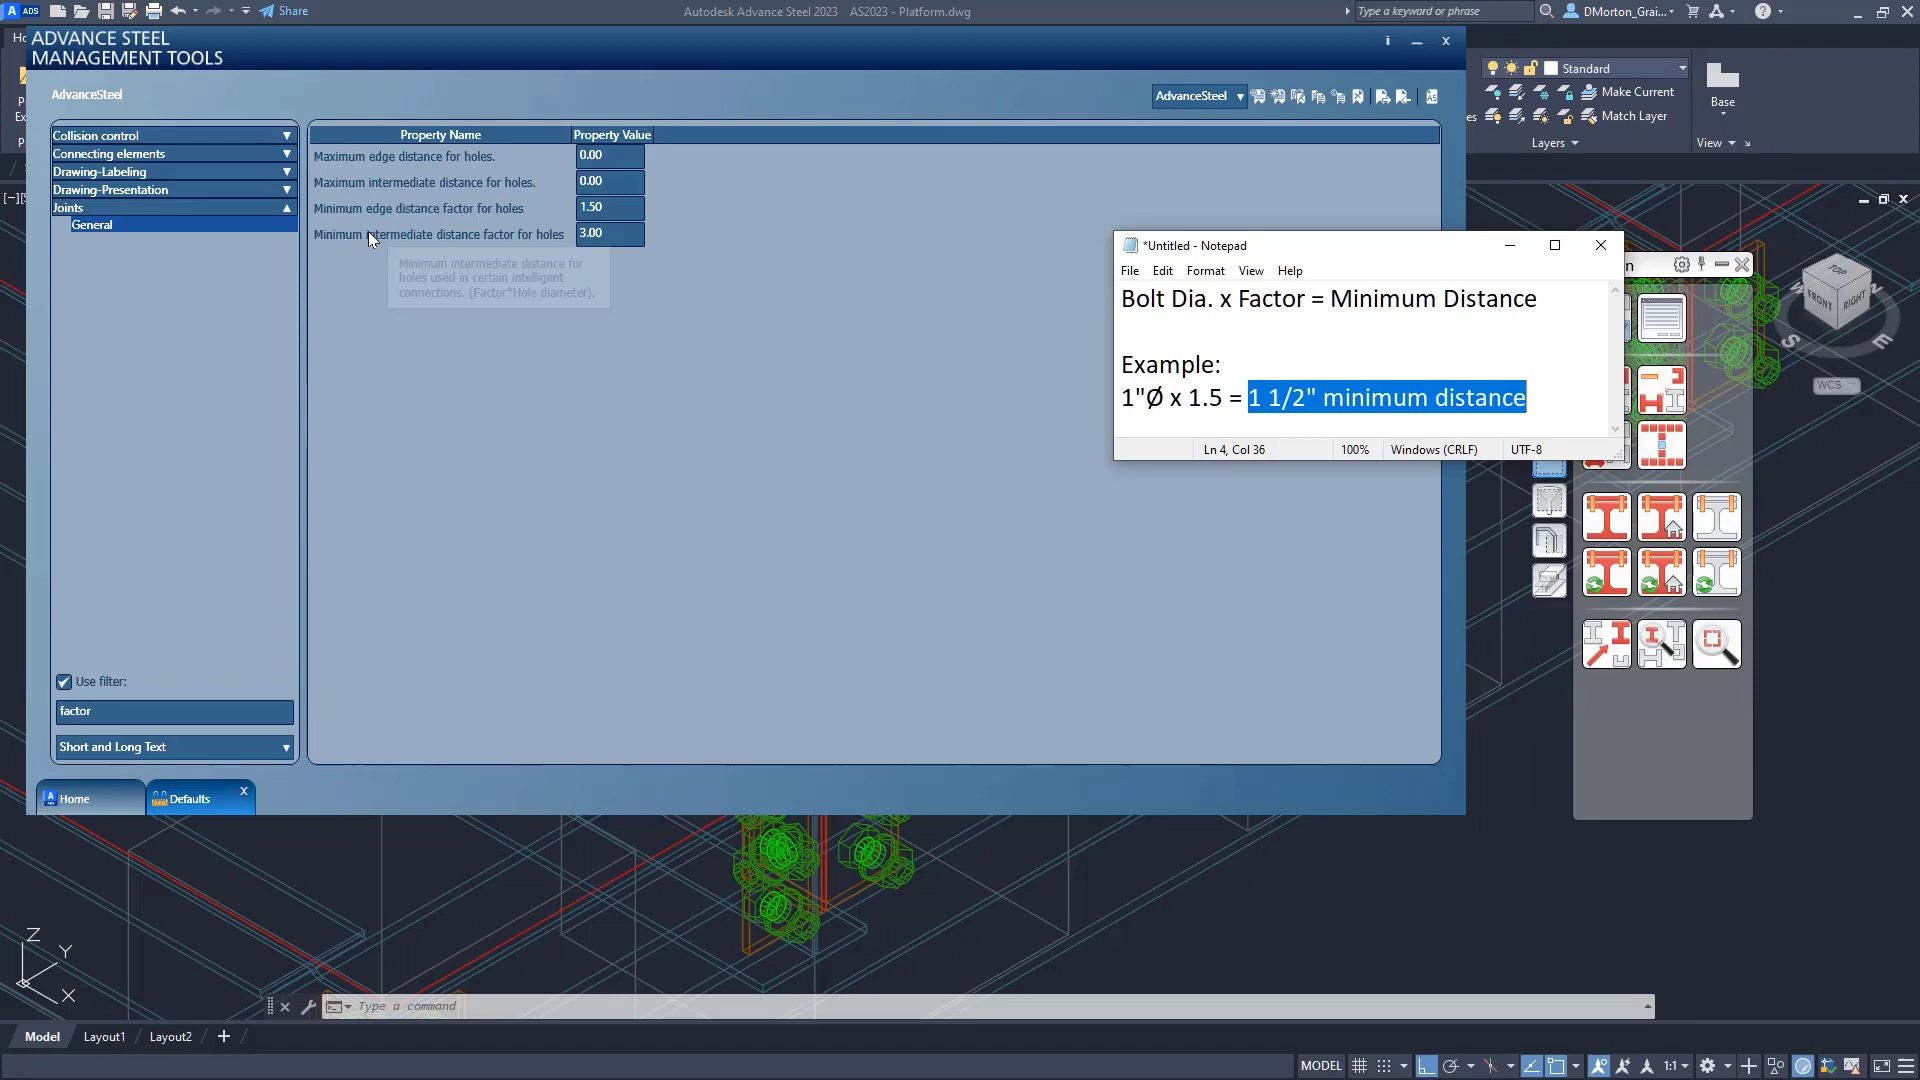 A ADS
Share
Autodesk Advance Steel 2023 AS2023 - Platform.dwg
Type a keyword or phrase
DMorton_Grai...
ADVANCE STEEL
MANAGEMENT TOOLS
i
x
AdvanceSteel
AdvanceSteel
Collision control
Connecting elements
Drawing-Labeling
Drawing-Presentation
Joints
General
Property Name Property Value
Maximum edge distance for holes. 0.00
Maximum intermediate distance for holes. 0.00
Minimum edge distance factor for holes 1.50
Minimum intermediate distance factor for holes 3.00
Minimum intermediate distance for
holes used in certain intelligent
connections. (Factor*Hole diameter).
Use filter:
factor
Short and Long Text
Home
Defaults
x
Standard
Make Current
Match Layer
Layers
Base
View
*Untitled - Notepad
File Edit Format View Help
Bolt Dia. x Factor = Minimum Distance
Example:
1"Ø x 1.5 = 1 1/2" minimum distance
Ln 4, Col 36 100% Windows (CRLF) UTF-8
TOP
FRONT
RIGHT
W
S
E
WCS
Z
Y
X
Type a command
Model Layout1 Layout2 +
MODEL
1:1